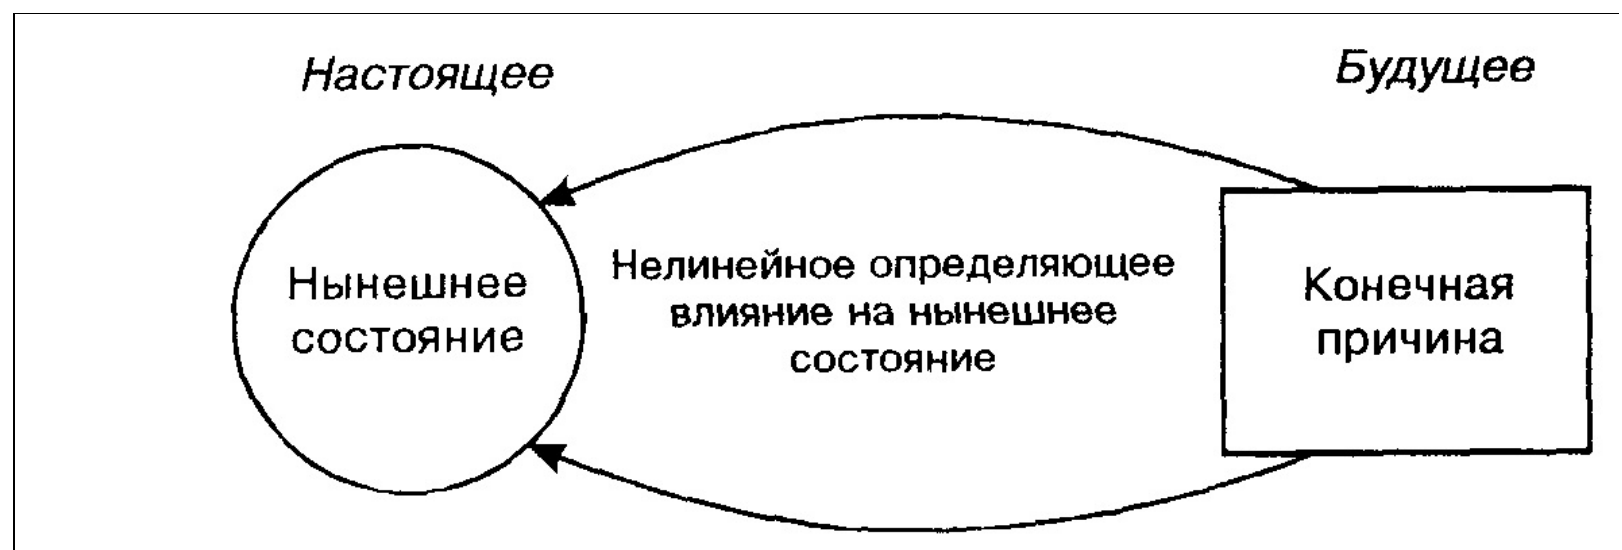 Настоящее
Будущее
Нынешнее
состояние
Нелинейное определяющее
влияние на нынешнее
состояние
Конечная
причина